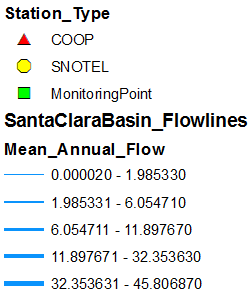 Station_Type
COOP
SNOTEL
MonitoringPoint
SantaClaraBasin_Flowlines
Mean_Annual_Flow
0.000020 - 1.985330
1.985331 - 6.054710
6.054711 - 11.897670
11.897671 - 32.353630
32.353631 - 45.806870